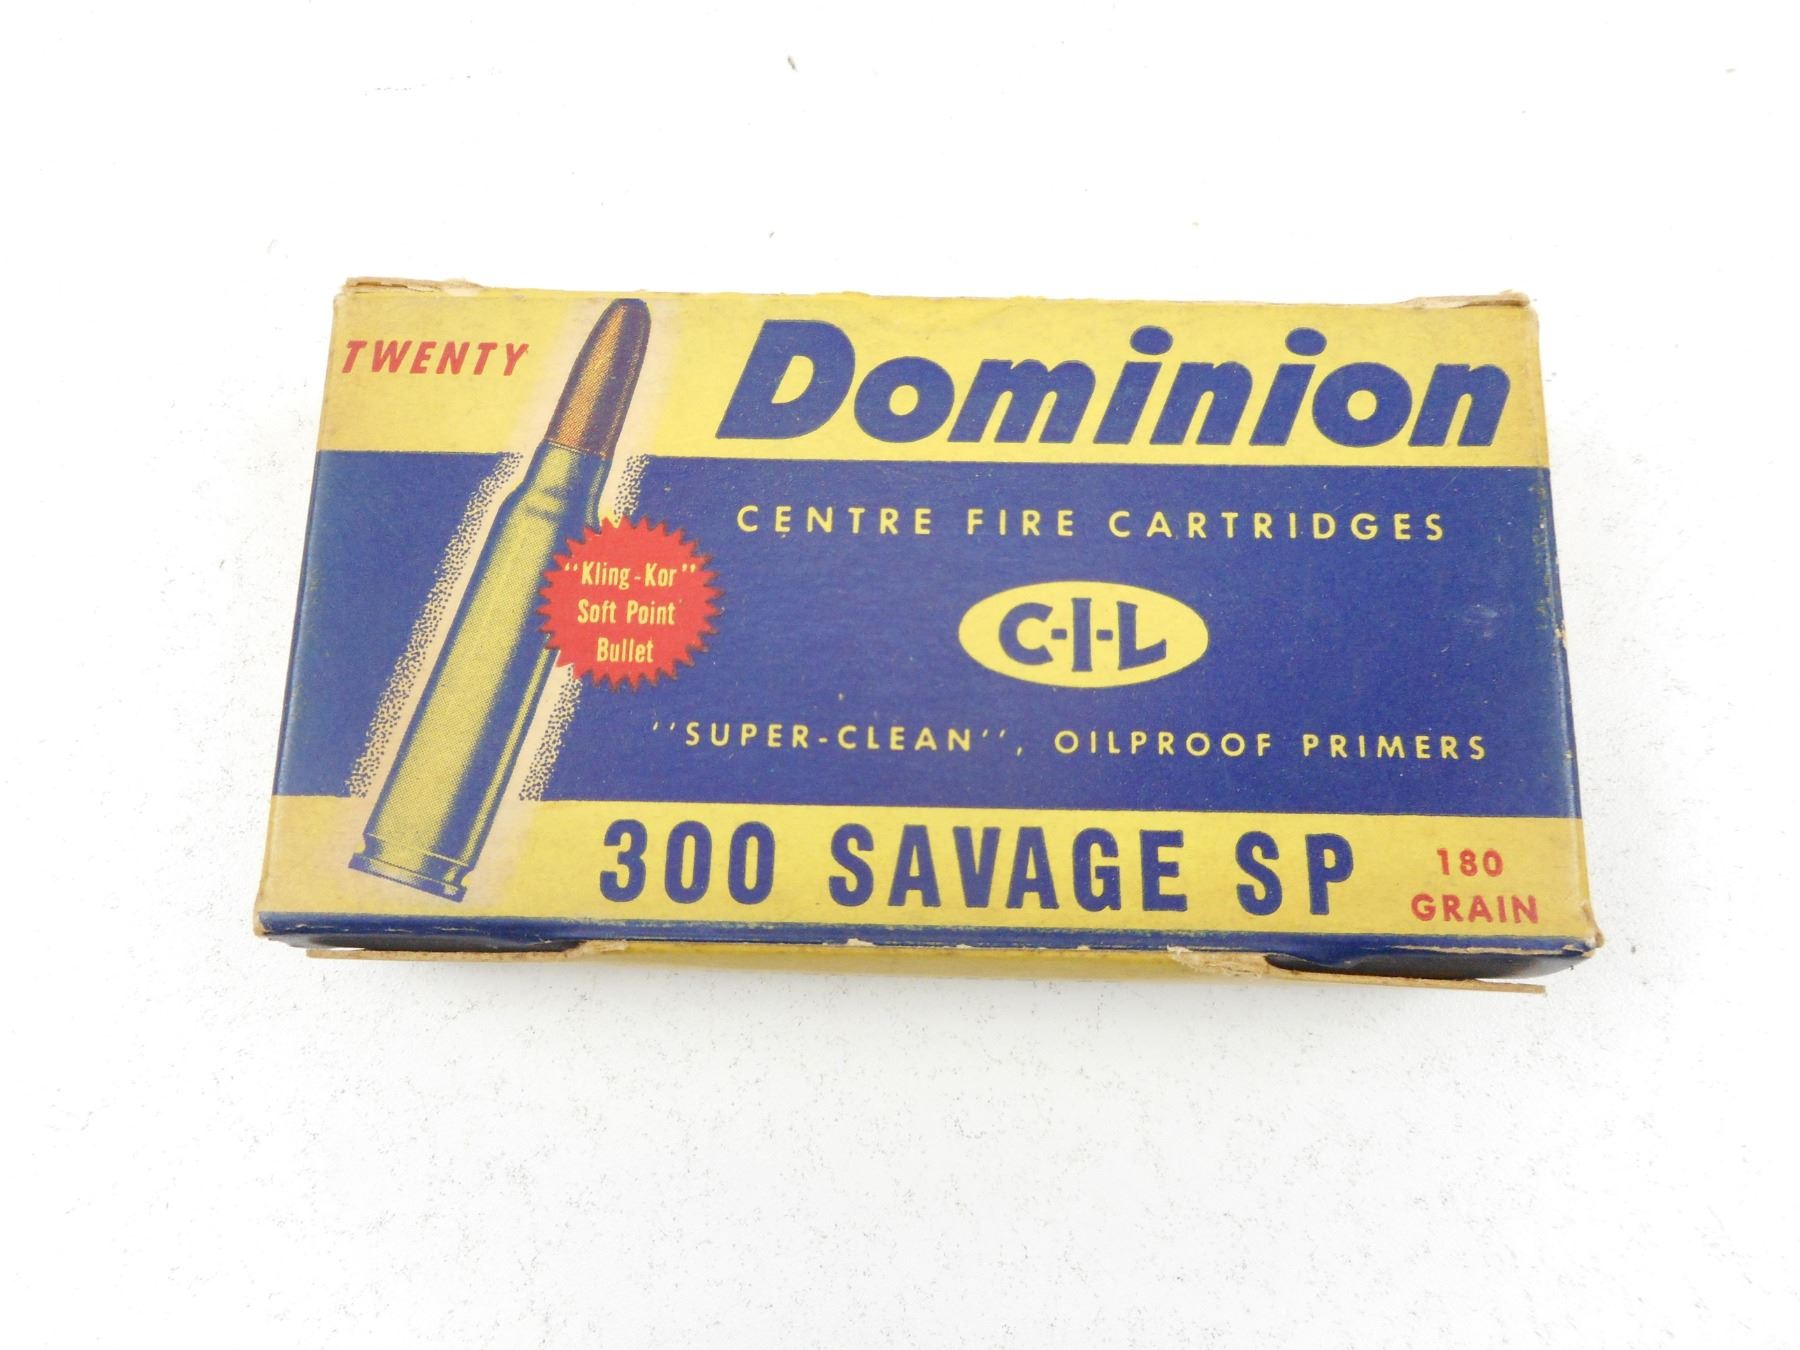 TWENTY
Dominion
CENTRE FIRE CARTRIDGES
"Kling-Kor"
Soft Point
Bullet
C-I-L
"SUPER-CLEAN", OILPROOF PRIMERS
300 SAVAGE SP
180
GRAIN